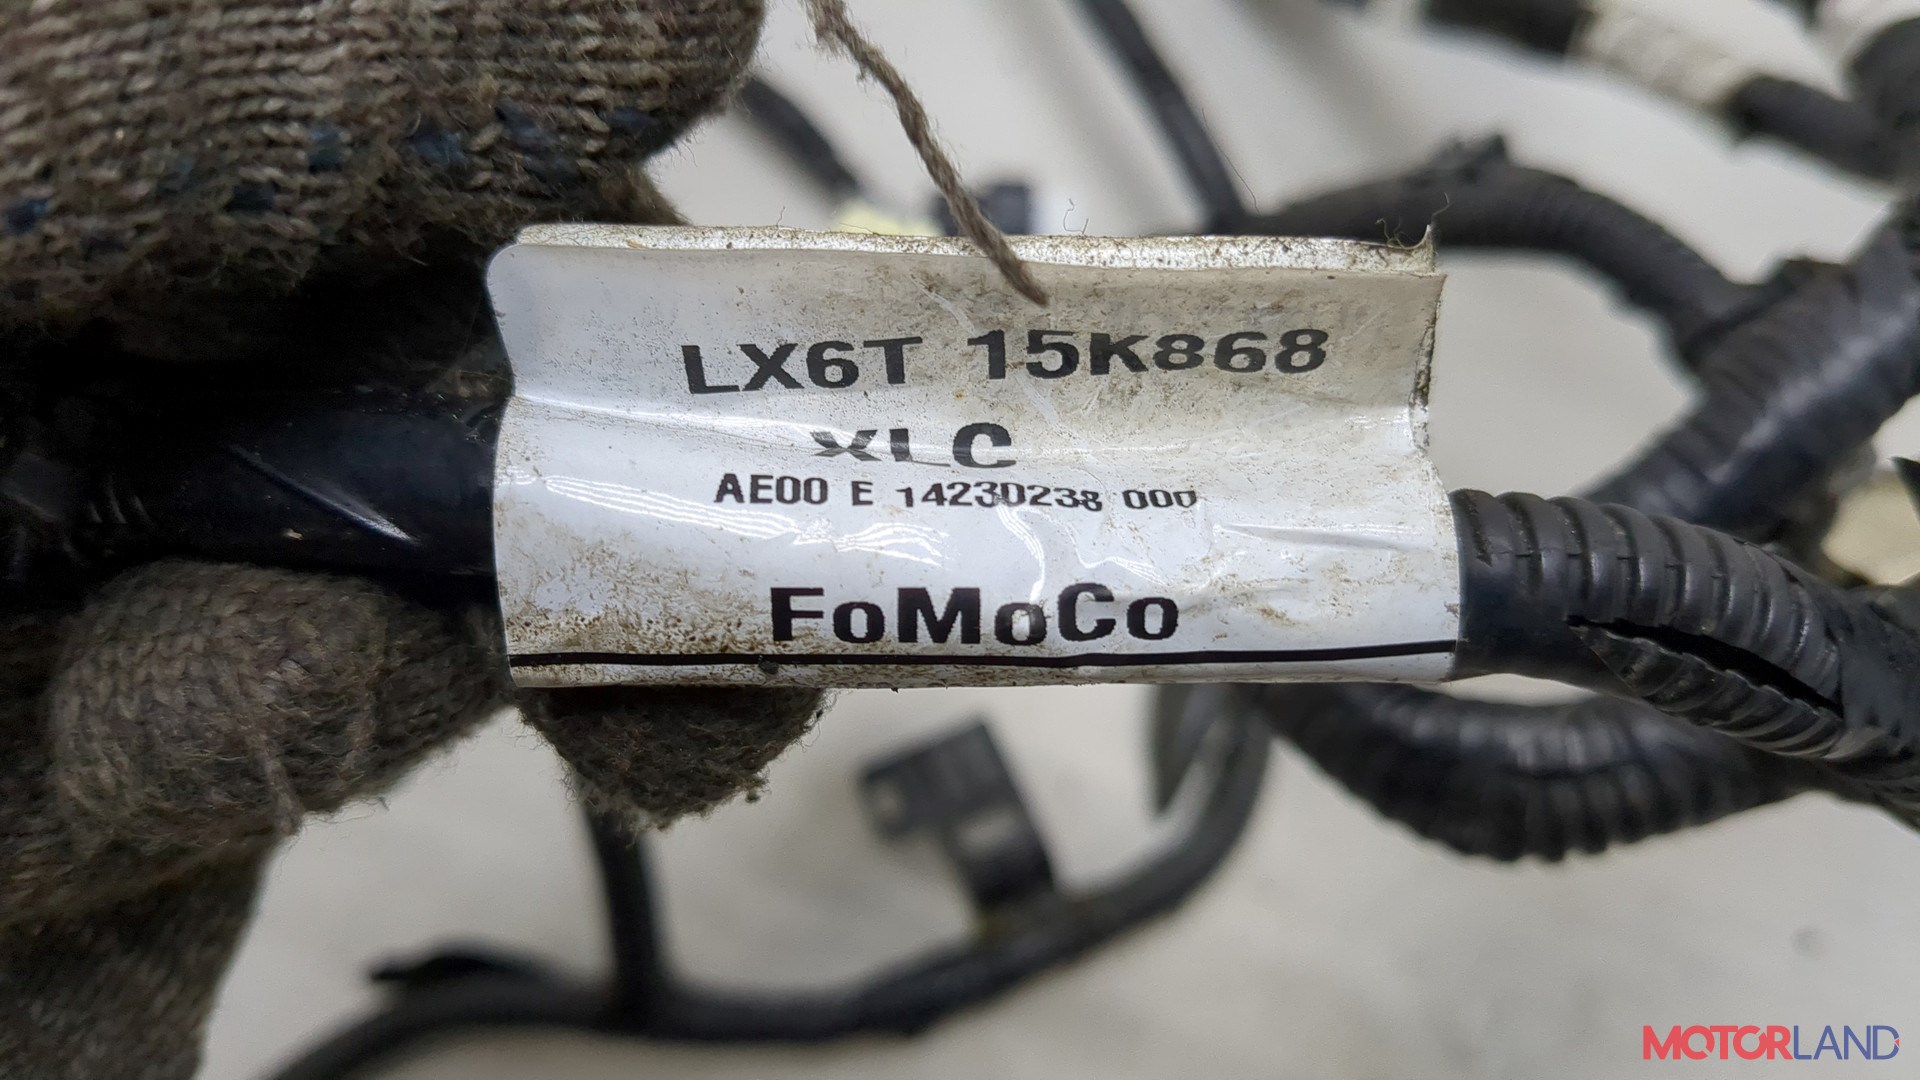 LX6T 15K868
XLC
AE00 E 14230238 000
FoMoCo
MOTORLAND